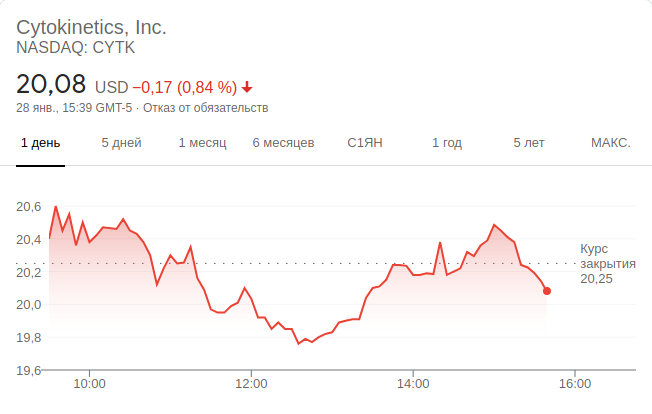 Cytokinetics, Inc.
NASDAQ: CYTK
20,08 USD −0,17 (0,84 %)
28 янв., 15:39 GMT-5 · Отказ от обязательств
1 день 5 дней 1 месяц 6 месяцев С1ЯН 1 год 5 лет МАКС.
20,6
20,4
Курс
закрытия
20,25
20,2
20,0
19,8
19,6
10:00 12:00 14:00 16:00